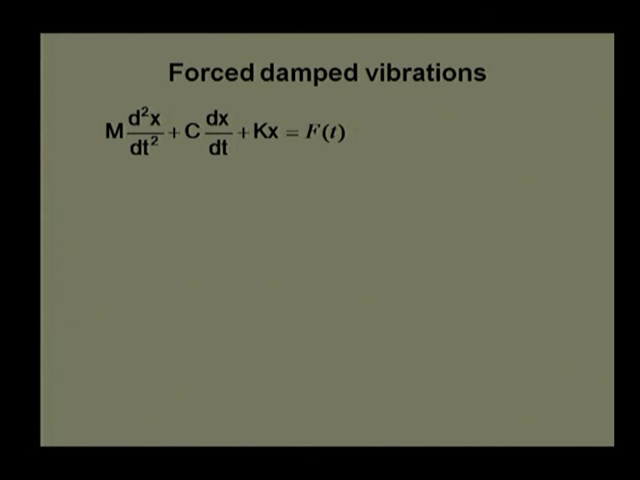 Forced damped vibrations
M d²x/dt² + C dx/dt + Kx = F(t)